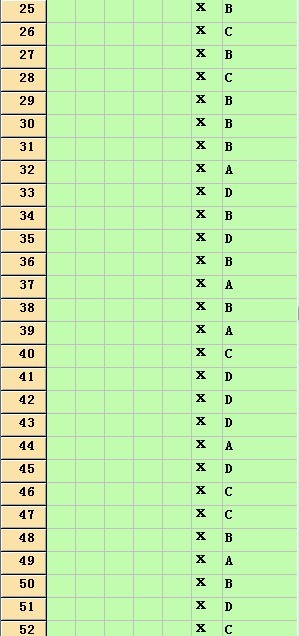 25 X B
26 X C
27 X B
28 X C
29 X B
30 X B
31 X B
32 X A
33 X D
34 X B
35 X D
36 X B
37 X A
38 X B
39 X A
40 X C
41 X D
42 X D
43 X D
44 X A
45 X D
46 X C
47 X C
48 X B
49 X A
50 X B
51 X D
52 X C